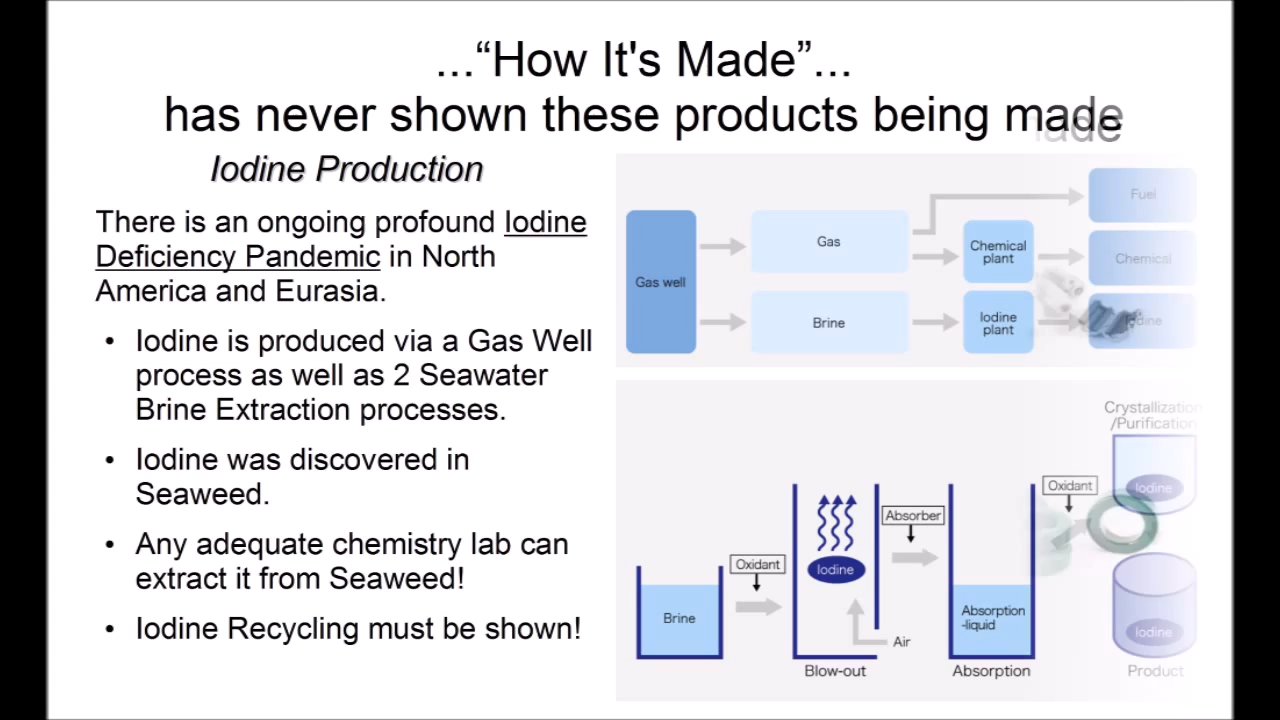 ..."How It's Made"...
has never shown these products being made
Iodine Production
There is an ongoing profound Iodine
Deficiency Pandemic in North
America and Eurasia.
• Iodine is produced via a Gas Well
process as well as 2 Seawater
Brine Extraction processes.
• Iodine was discovered in
Seaweed.
• Any adequate chemistry lab can
extract it from Seaweed!
• Iodine Recycling must be shown!
Gas well
Gas
Brine
Chemical
plant
Iodine
plant
Fuel
Chemical
Iodine
Brine
Oxidant
Iodine
Air
Blow-out
Absorber
Absorption
-liquid
Absorption
Oxidant
Crystallization
/Purification
Iodine
Iodine
Product